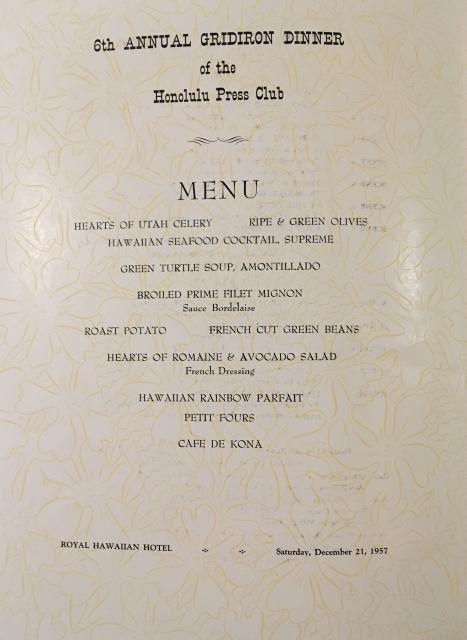 6th ANNUAL GRIDIRON DINNER
of the
Honolulu Press Club
MENU
HEARTS OF UTAH CELERY RIPE & GREEN OLIVES
HAWAIIAN SEAFOOD COCKTAIL, SUPREME
GREEN TURTLE SOUP, AMONTILLADO
BROILED PRIME FILET MIGNON
Sauce Bordelaise
ROAST POTATO FRENCH CUT GREEN BEANS
HEARTS OF ROMAINE & AVOCADO SALAD
French Dressing
HAWAIIAN RAINBOW PARFAIT
PETIT FOURS
CAFE DE KONA
ROYAL HAWAIIAN HOTEL Saturday, December 21, 1957